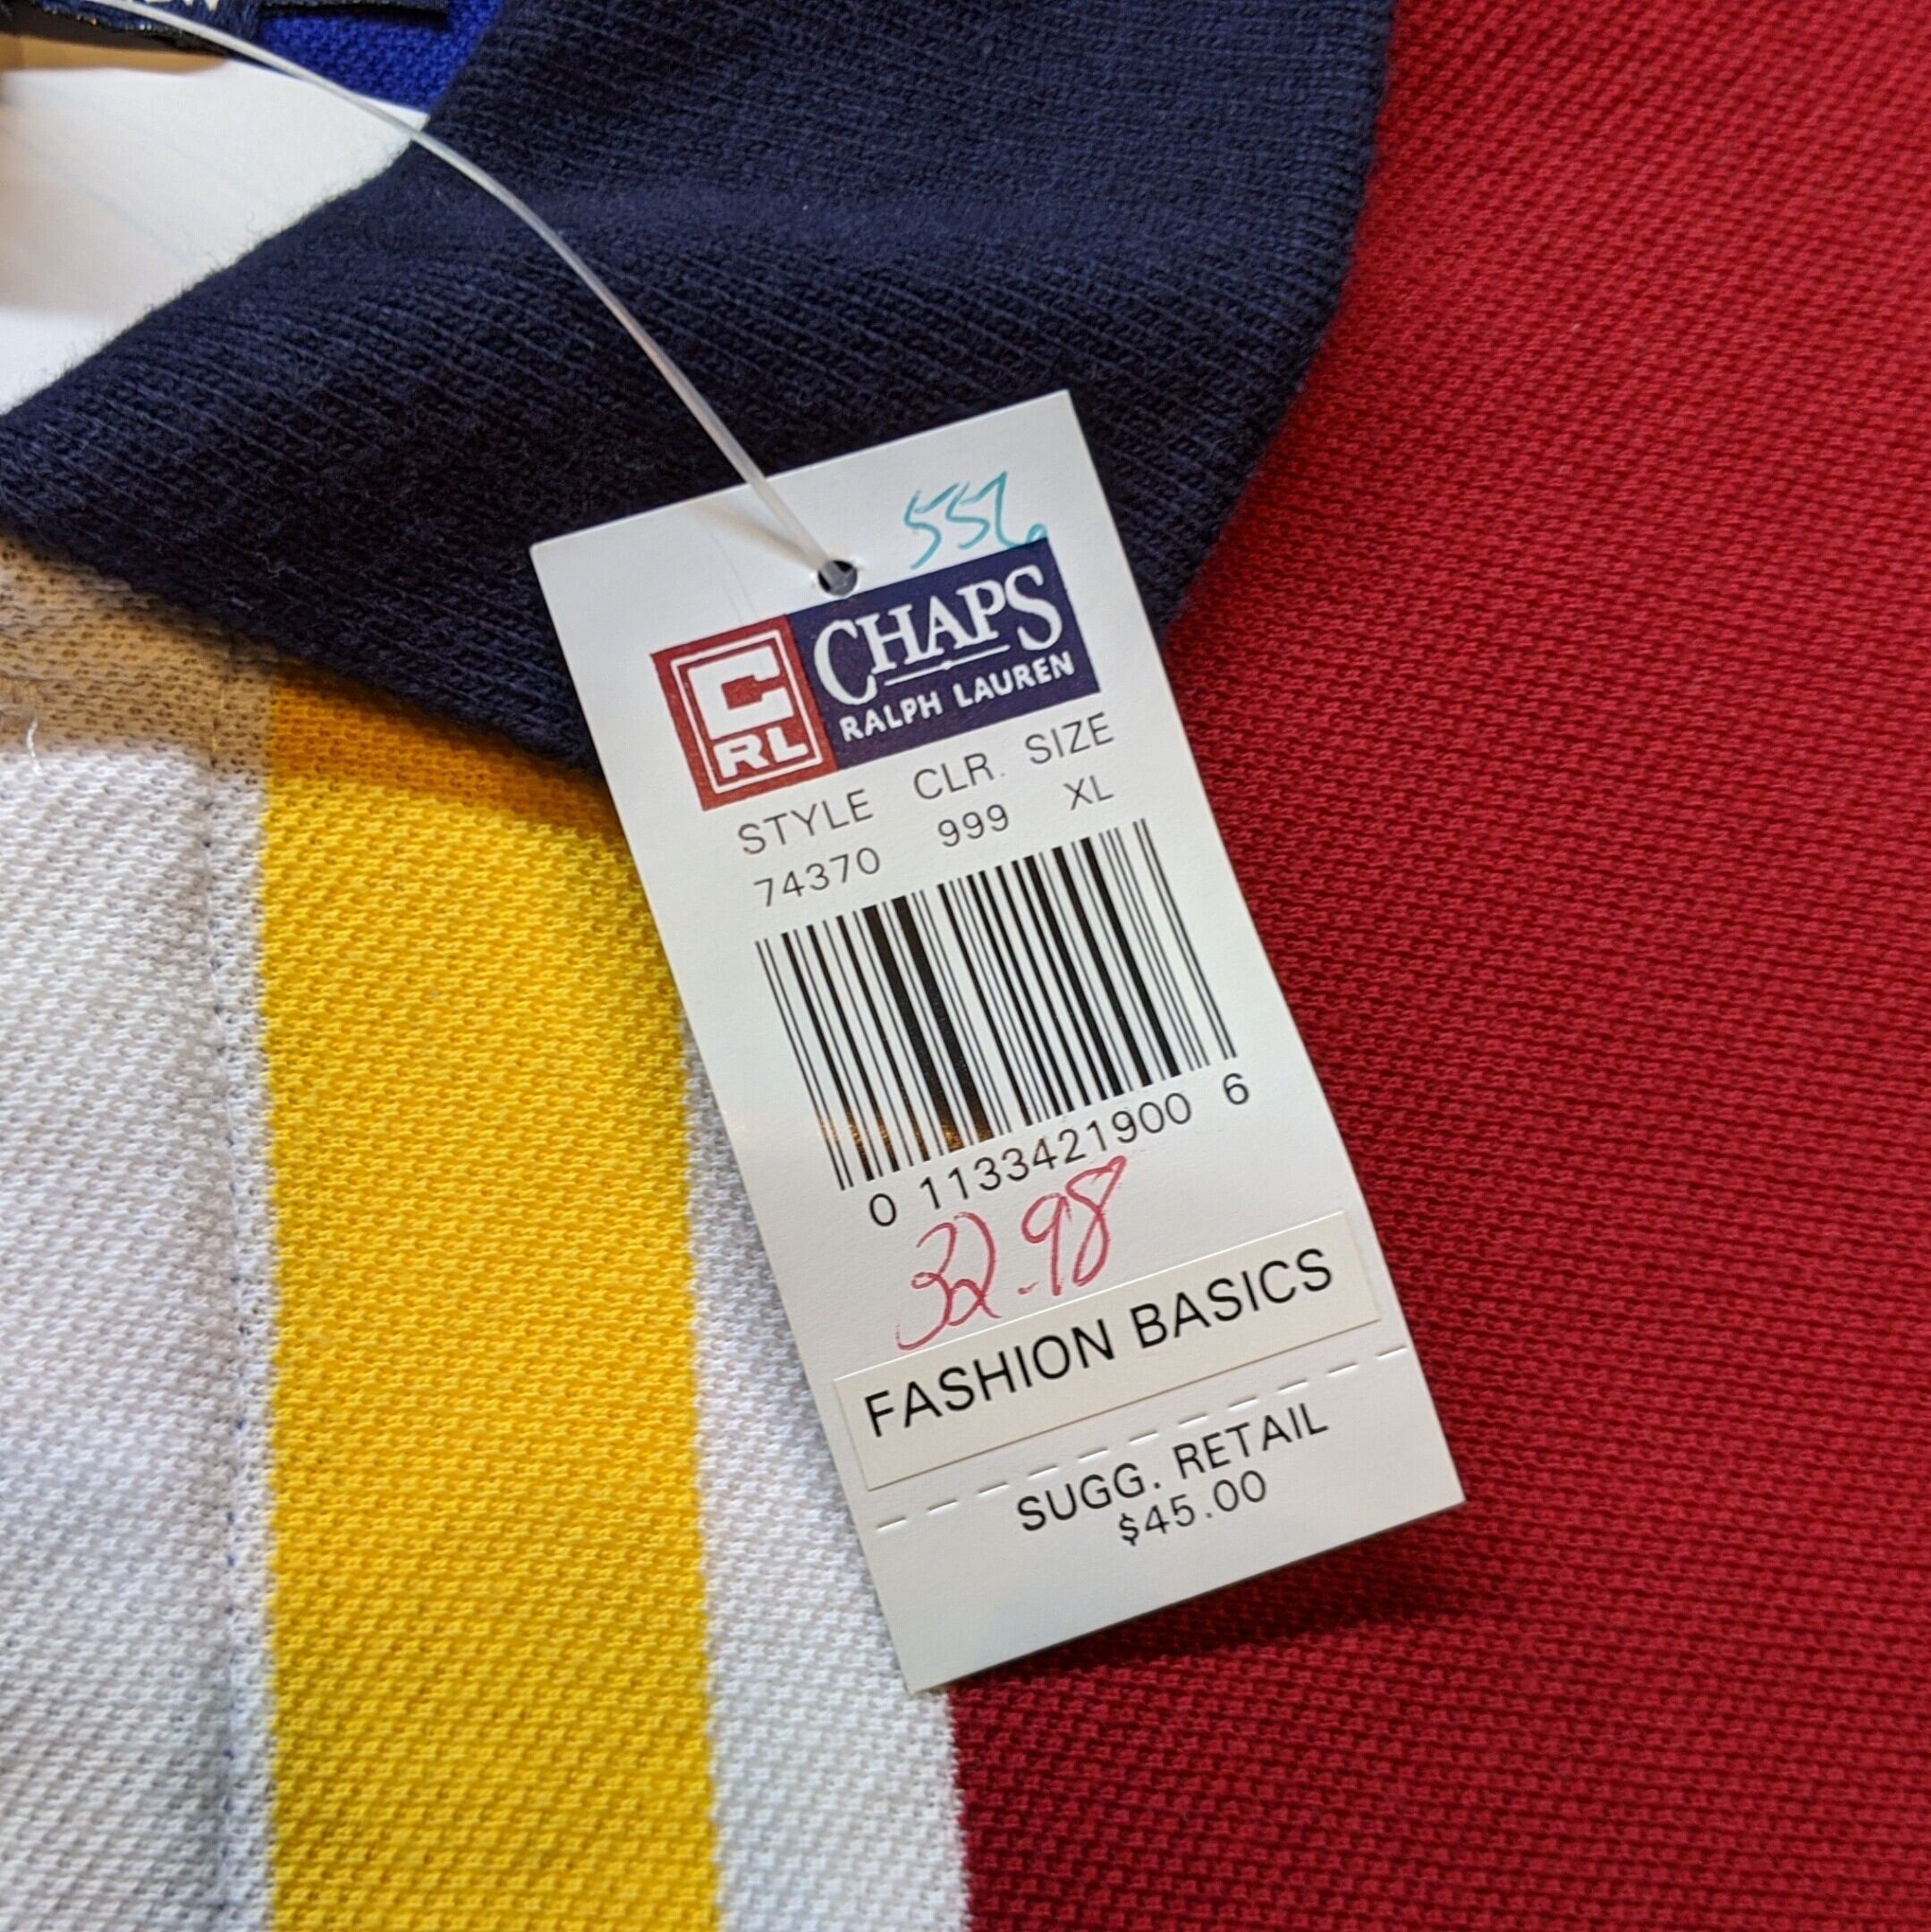 556
CHAPS
C
RL
RALPH LAUREN
STYLE CLR. SIZE
74370 999 XL
0 1133421900 6
32.98
FASHION BASICS
SUGG. RETAIL
$45.00